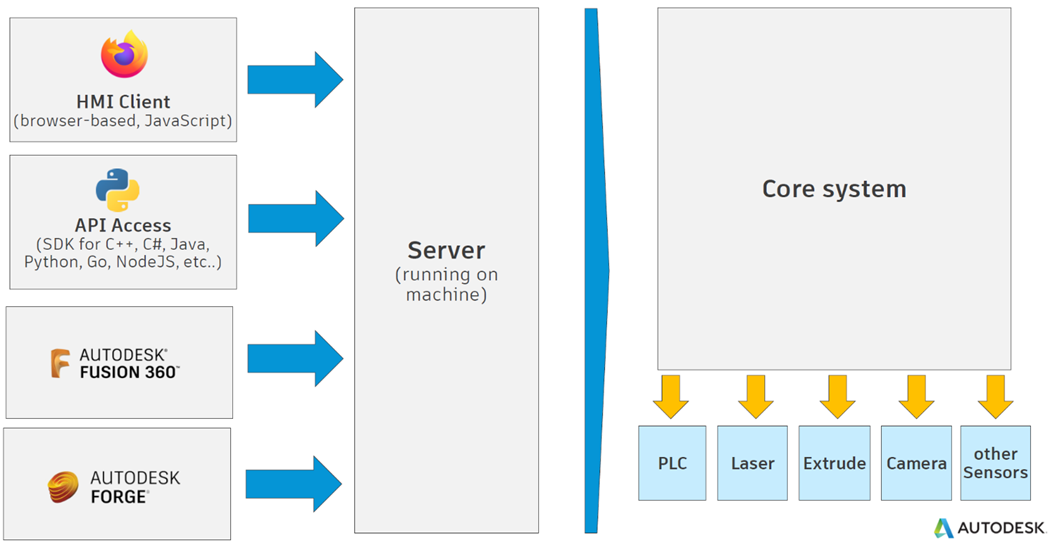 HMI Client
(browser-based, JavaScript)
API Access
(SDK for C++, C#, Java,
Python, Go, NodeJS, etc..)
AUTODESK®
FUSION 360™
AUTODESK
FORGE®
Server
(running on
machine)
Core system
PLC
Laser
Extrude
Camera
other
Sensors
AUTODESK.